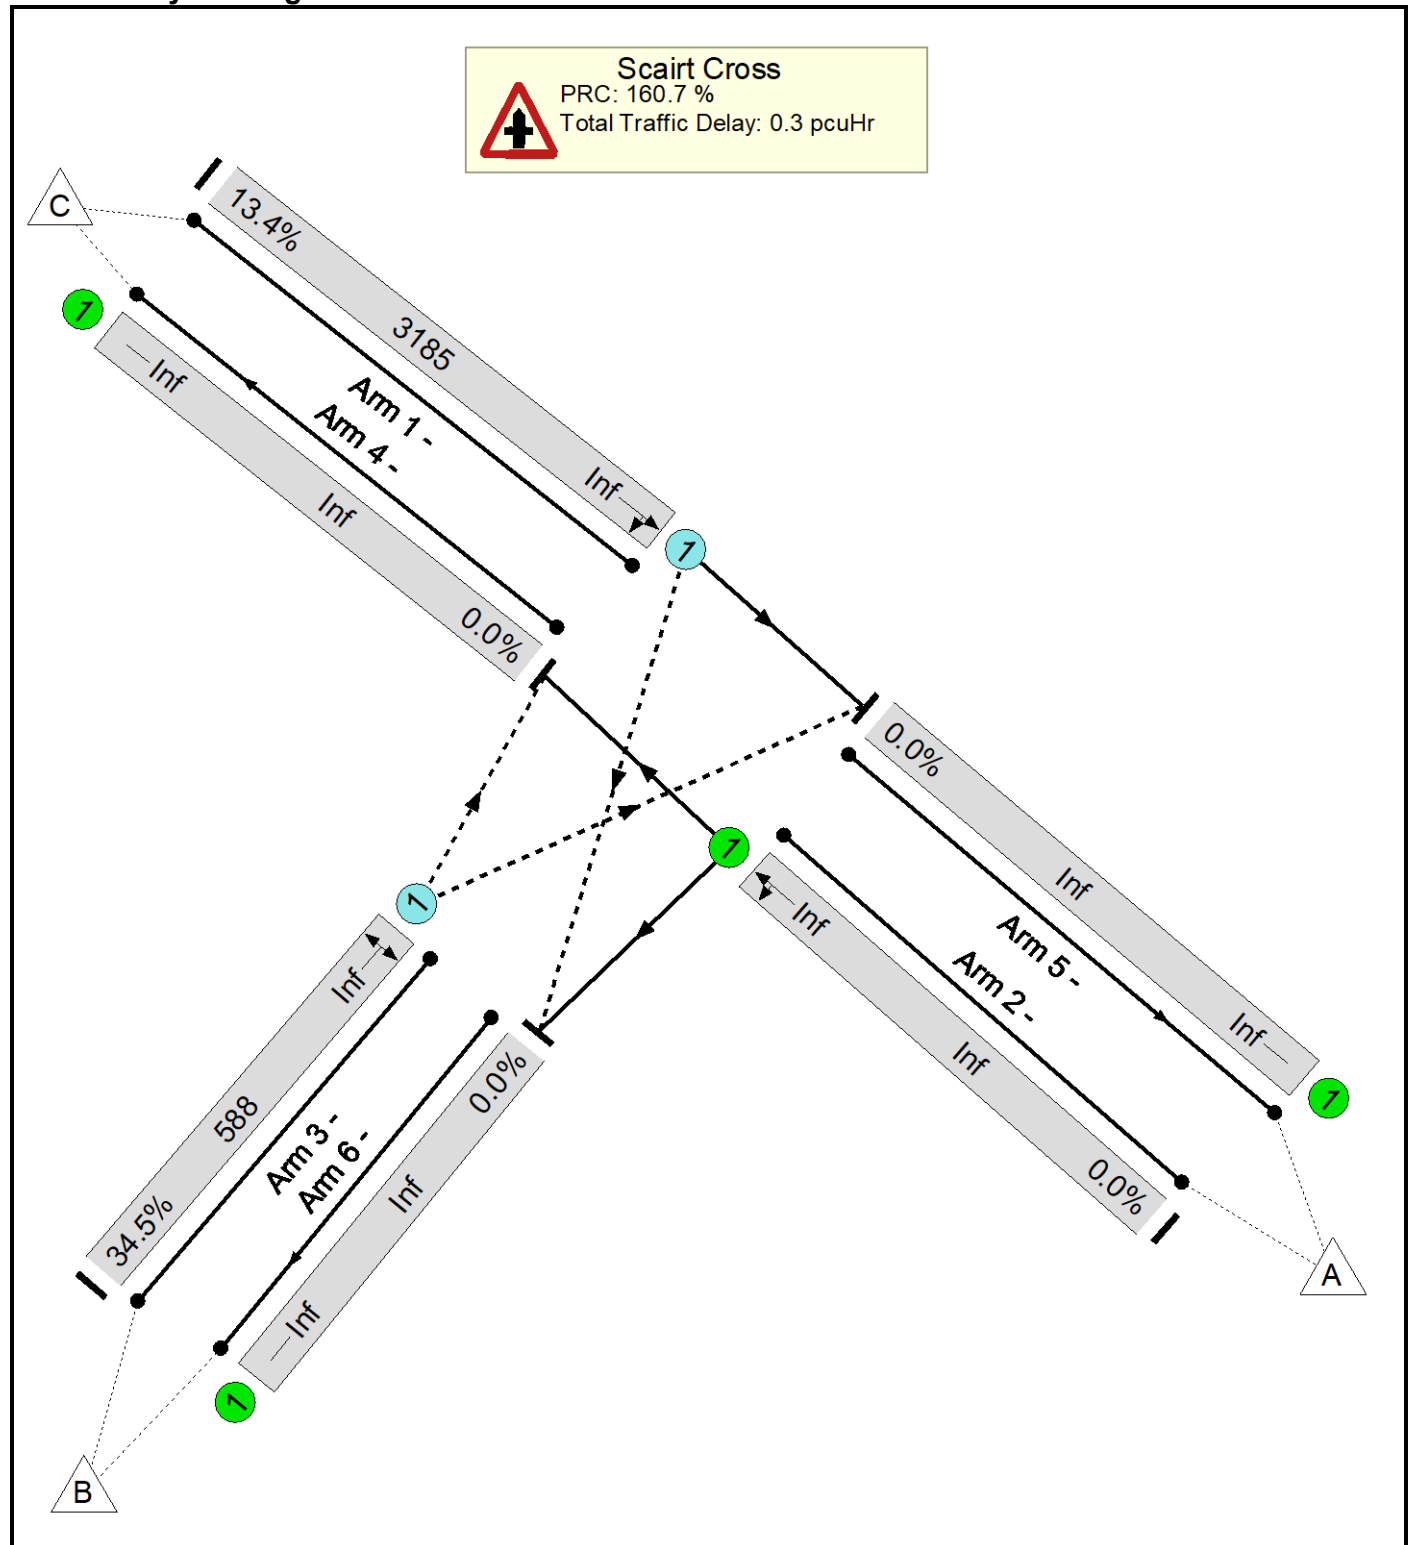 Scairt Cross
PRC: 160.7 %
Total Traffic Delay: 0.3 pcuHr
C
13.4%
3185
Inf
1
1
Inf
Inf
0.0%
Arm 1 -
Arm 4 -
0.0%
Inf
Inf
1
Arm 5 -
Arm 2 -
1
Inf
Inf
0.0%
A
1
Inf
588
34.5%
Arm 3 -
Arm 6 -
0.0%
Inf
Inf
1
B